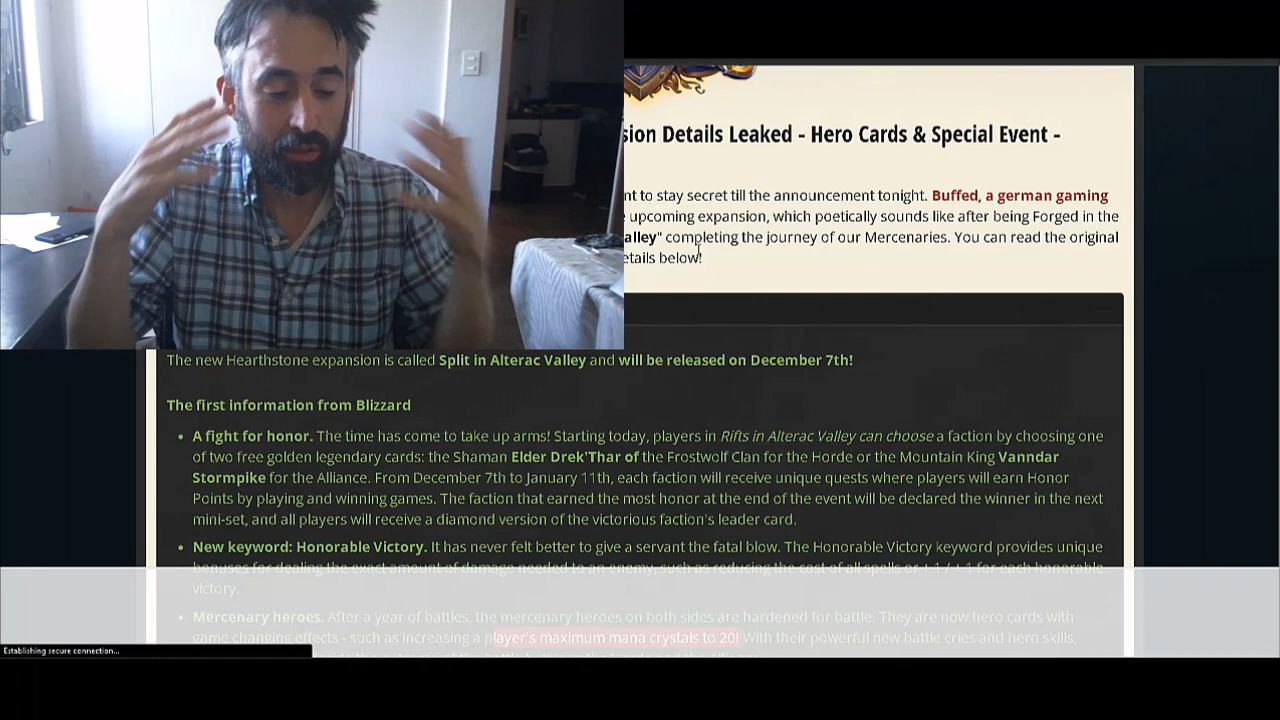 sion Details Leaked - Hero Cards & Special Event -
nt to stay secret till the announcement tonight. Buffed, a german gaming
upcoming expansion, which poetically sounds like after being Forged in the
alley" completing the journey of our Mercenaries. You can read the original
etails below!
The new Hearthstone expansion is called Split in Alterac Valley and will be released on December 7th!
The first information from Blizzard
• A fight for honor. The time has come to take up arms! Starting today, players in Rifts in Alterac Valley can choose a faction by choosing one
of two free golden legendary cards: the Shaman Elder Drek'Thar of the Frostwolf Clan for the Horde or the Mountain King Vanndar
Stormpike for the Alliance. From December 7th to January 11th, each faction will receive unique quests where players will earn Honor
Points by playing and winning games. The faction that earned the most honor at the end of the event will be declared the winner in the next
mini-set, and all players will receive a diamond version of the victorious faction's leader card.
• New keyword: Honorable Victory. It has never felt better to give a servant the fatal blow. The Honorable Victory keyword provides unique
bonuses for dealing the exact amount of damage needed to an enemy, such as reducing the cost of all spells or +1 / +1 for each honorable
victory.
• Mercenary heroes. After a year of battles, the mercenary heroes on both sides are hardened for battle. They are now hero cards with
game changing effects - such as increasing a player's maximum mana crystals to 20! With their powerful new battle cries and hero skills,
Establishing secure connection...